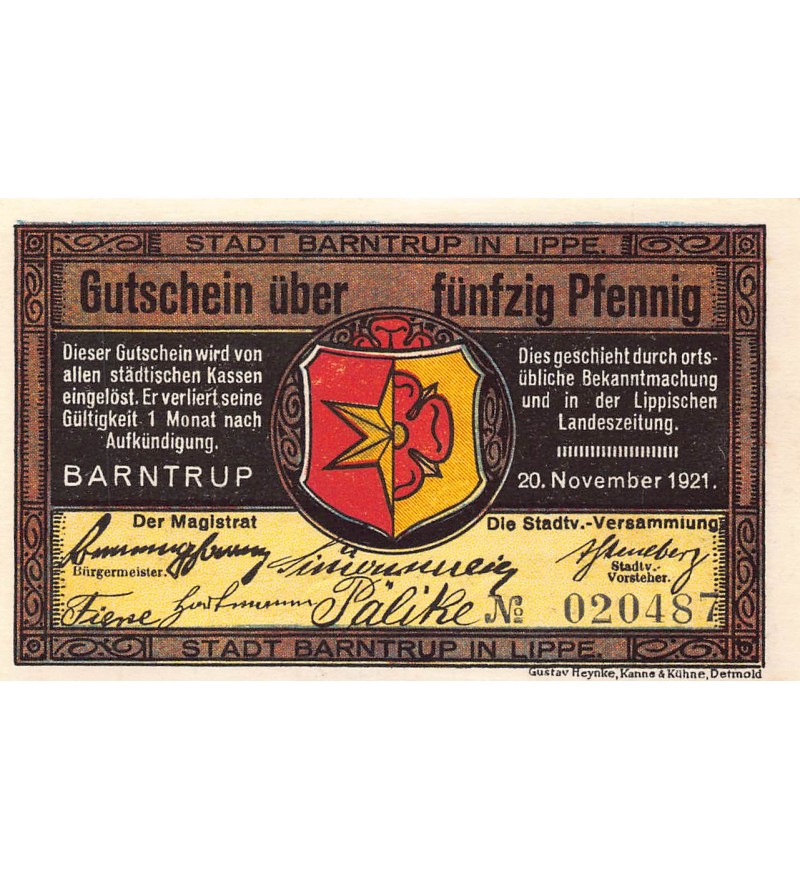 STADT BARNTRUP IN LIPPE.
Gutschein über fünfzig Pfennig
Dieser Gutschein wird von
allen städtischen Kassen
eingelöst. Er verliert seine
Gültigkeit 1 Monat nach
Aufkündigung.
BARNTRUP
Dies geschieht durch orts-
übliche Bekanntmachung
und in der Lippischen
Landeszeitung.
20. November 1921.
Der Magistrat
Die Stadtv.-Versammlung
Bürgermeister.
Stadtv.-
Vorsteher.
Fiene Hartmann Pälike
№ 020487
STADT BARNTRUP IN LIPPE.
Gustav Heynke, Kanne & Kühne, Detmold